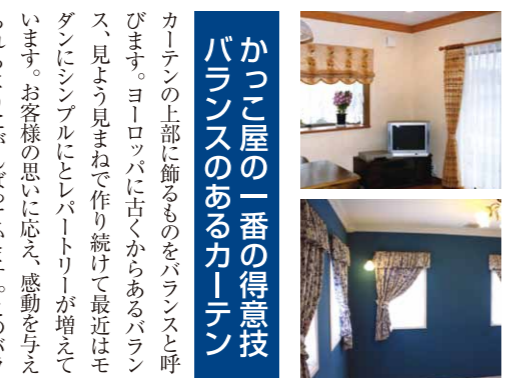 かっこ屋の一番の得意技
バランスのあるカーテン
カーテンの上部に飾るものをバランスと呼
びます。ヨーロッパに古くからあるバラン
ス、見よう見まねで作り続けて最近はモ
ダンにシンプルにとレパートリーが増えて
います。お客様の思いに応え、感動を与え